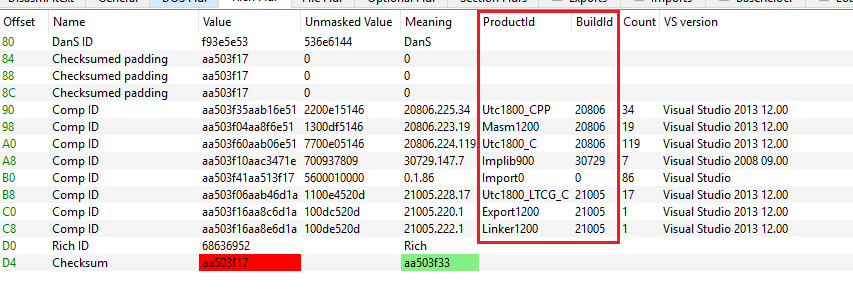 Offset Name Value Unmasked Value Meaning ProductId BuildId Count VS version
80 DanS ID f93e5e53 536e6144 DanS
84 Checksumed padding aa503f17 0 0
88 Checksumed padding aa503f17 0 0
8C Checksumed padding aa503f17 0 0
90 Comp ID aa503f35aab16e51 2200e15146 20806.225.34 Utc1800_CPP 20806 34 Visual Studio 2013 12.00
98 Comp ID aa503f04aa8f6e51 1300df5146 20806.223.19 Masm1200 20806 19 Visual Studio 2013 12.00
A0 Comp ID aa503f60aab06e51 7700e05146 20806.224.119 Utc1800_C 20806 119 Visual Studio 2013 12.00
A8 Comp ID aa503f10aac3471e 700937809 30729.147.7 Implib900 30729 7 Visual Studio 2008 09.00
B0 Comp ID aa503f41aa513f17 5600010000 0.1.86 Import0 0 86 Visual Studio
B8 Comp ID aa503f06aab46d1a 1100e4520d 21005.228.17 Utc1800_LTCG_C 21005 17 Visual Studio 2013 12.00
C0 Comp ID aa503f16aa8c6d1a 100dc520d 21005.220.1 Export1200 21005 1 Visual Studio 2013 12.00
C8 Comp ID aa503f16aa8e6d1a 100de520d 21005.222.1 Linker1200 21005 1 Visual Studio 2013 12.00
D0 Rich ID 68636952 Rich
D4 Checksum aa503f17 aa503f33